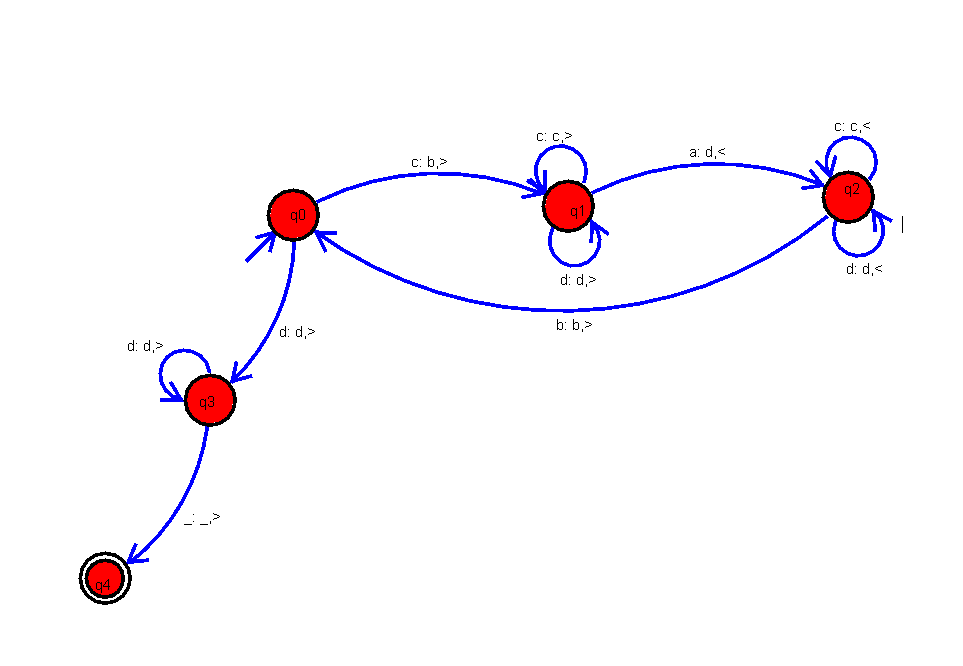 c: c,>
c: c,<
c: b,>
a: d,<
q0
q1
q2
d: d,>
d: d,<
b: b,>
d: d,>
d: d,>
q3
_: _,>
q4